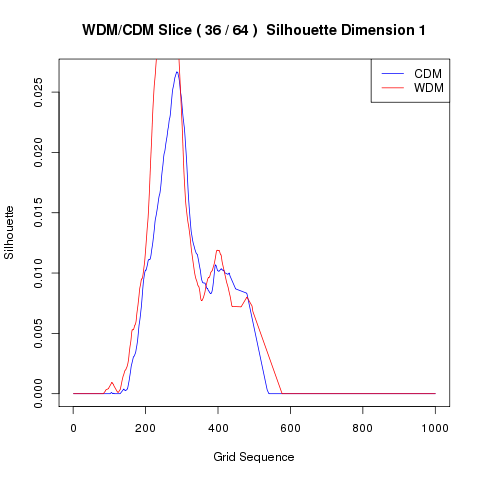 WDM/CDM Slice ( 36 / 64 )  Silhouette Dimension 1
CDM
WDM
Silhouette
0.025
0.020
0.015
0.010
0.005
0.000
0 200 400 600 800 1000
Grid Sequence